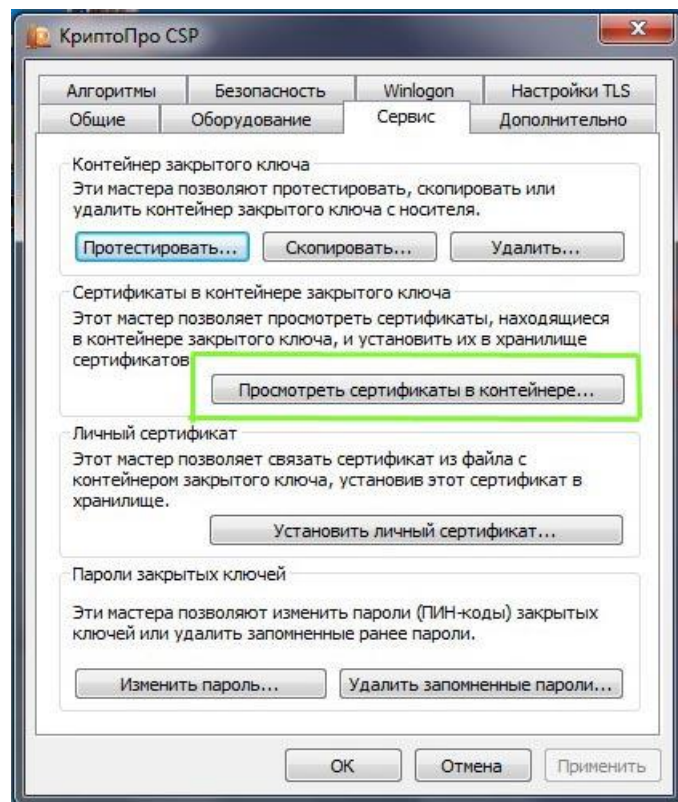 КриптоПро CSP
Алгоритмы Безопасность Winlogon Настройки TLS
Общие Оборудование Сервис Дополнительно
Контейнер закрытого ключа
Эти мастера позволяют протестировать, скопировать или
удалить контейнер закрытого ключа с носителя.
Протестировать... Скопировать... Удалить...
Сертификаты в контейнере закрытого ключа
Этот мастер позволяет просмотреть сертификаты, находящиеся
в контейнере закрытого ключа, и установить их в хранилище
сертификатов
Просмотреть сертификаты в контейнере...
Личный сертификат
Этот мастер позволяет связать сертификат из файла с
контейнером закрытого ключа, установив этот сертификат в
хранилище.
Установить личный сертификат...
Пароли закрытых ключей
Эти мастера позволяют изменить пароли (ПИН-коды) закрытых
ключей или удалить запомненные ранее пароли.
Изменить пароль... Удалить запомненные пароли...
ОК Отмена Применить